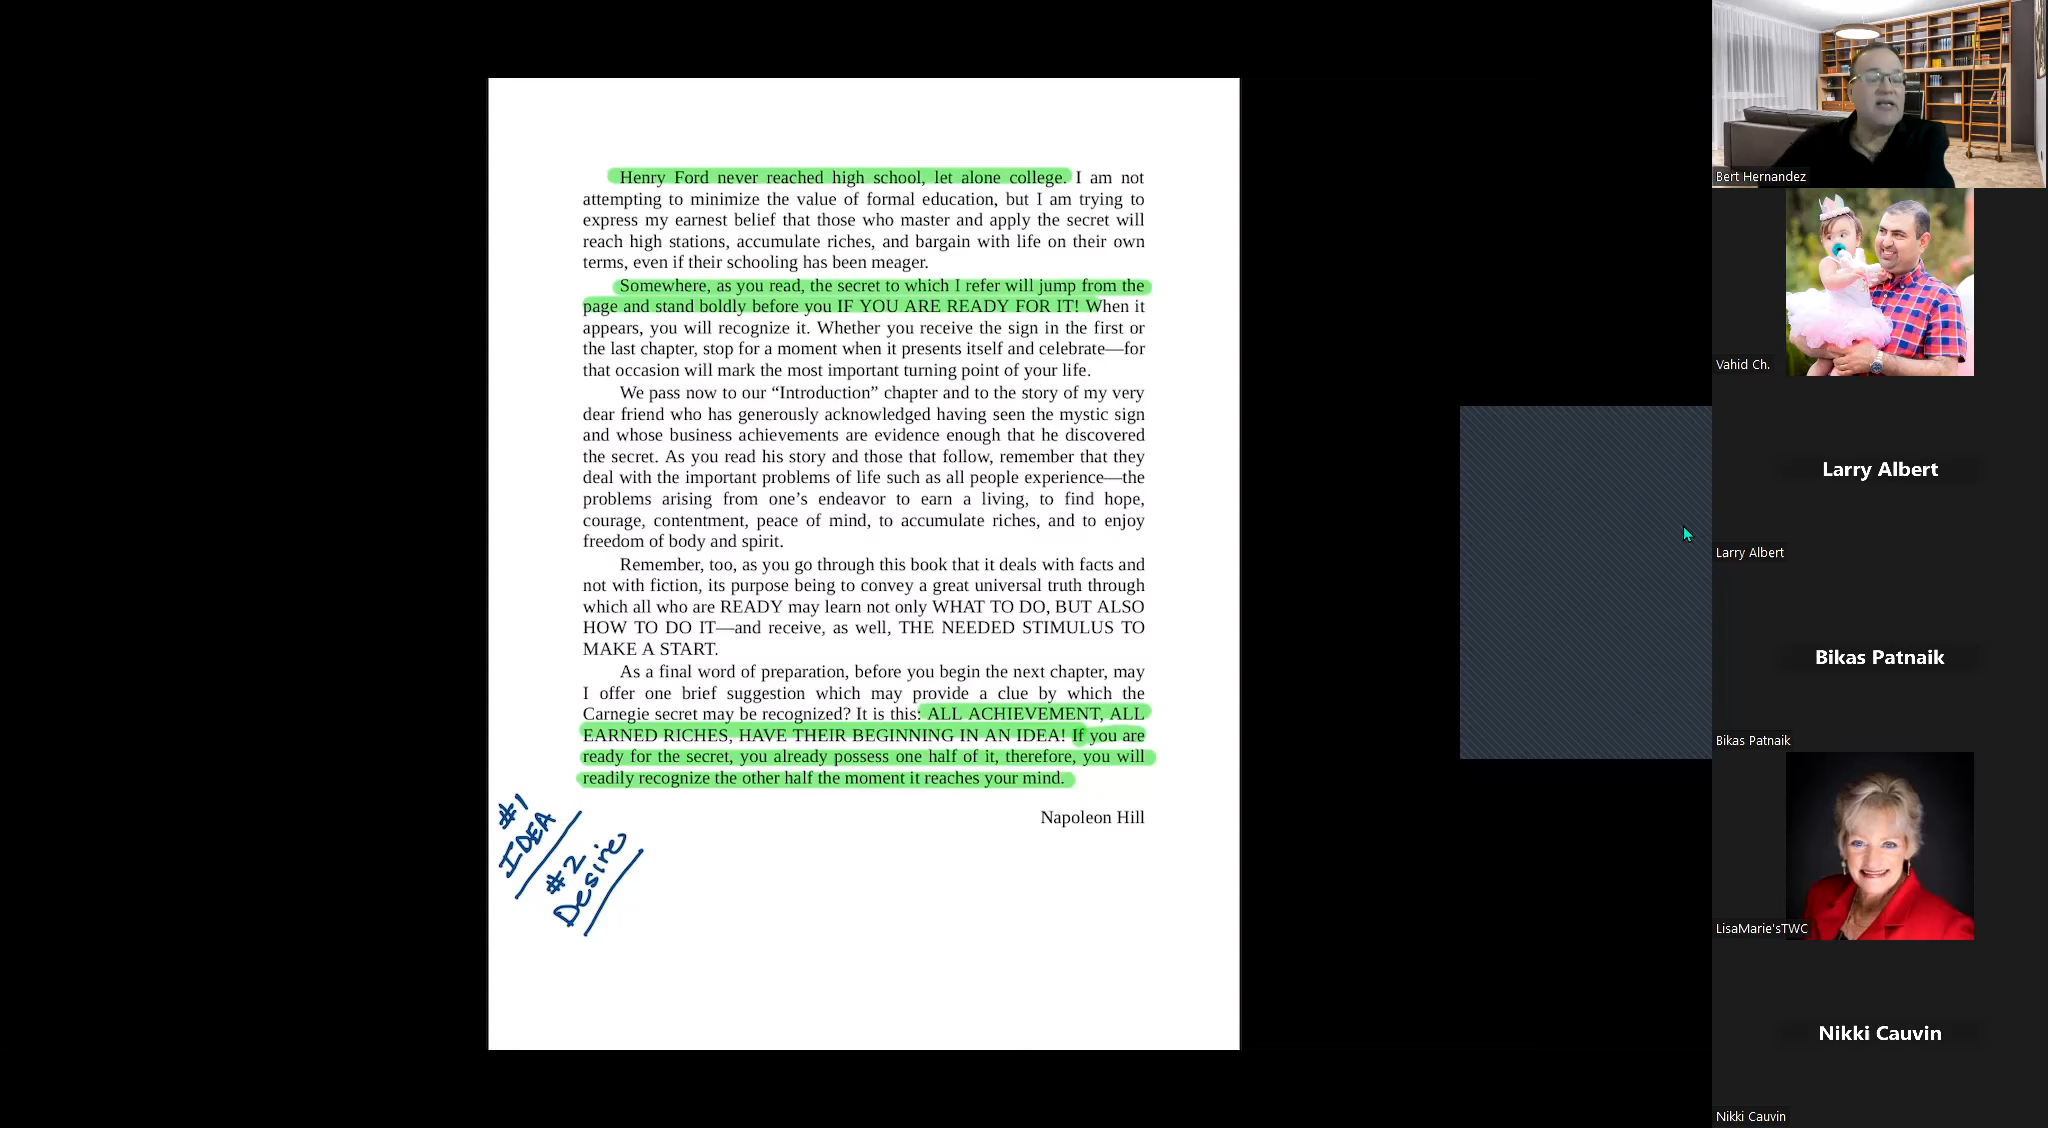 Henry Ford never reached high school, let alone college. I am not
attempting to minimize the value of formal education, but I am trying to
express my earnest belief that those who master and apply the secret will
reach high stations, accumulate riches, and bargain with life on their own
terms, even if their schooling has been meager.
Somewhere, as you read, the secret to which I refer will jump from the
page and stand boldly before you IF YOU ARE READY FOR IT! When it
appears, you will recognize it. Whether you receive the sign in the first or
the last chapter, stop for a moment when it presents itself and celebrate—for
that occasion will mark the most important turning point of your life.
We pass now to our “Introduction” chapter and to the story of my very
dear friend who has generously acknowledged having seen the mystic sign
and whose business achievements are evidence enough that he discovered
the secret. As you read his story and those that follow, remember that they
deal with the important problems of life such as all people experience—the
problems arising from one’s endeavor to earn a living, to find hope,
courage, contentment, peace of mind, to accumulate riches, and to enjoy
freedom of body and spirit.
Remember, too, as you go through this book that it deals with facts and
not with fiction, its purpose being to convey a great universal truth through
which all who are READY may learn not only WHAT TO DO, BUT ALSO
HOW TO DO IT—and receive, as well, THE NEEDED STIMULUS TO
MAKE A START.
As a final word of preparation, before you begin the next chapter, may
I offer one brief suggestion which may provide a clue by which the
Carnegie secret may be recognized? It is this: ALL ACHIEVEMENT, ALL
EARNED RICHES, HAVE THEIR BEGINNING IN AN IDEA! If you are
ready for the secret, you already possess one half of it, therefore, you will
readily recognize the other half the moment it reaches your mind.
Napoleon Hill
#1
IDEA
#2
Desire
Bert Hernandez
Vahid Ch.
Larry Albert
Larry Albert
Bikas Patnaik
Bikas Patnaik
LisaMarie'sTWC
Nikki Cauvin
Nikki Cauvin